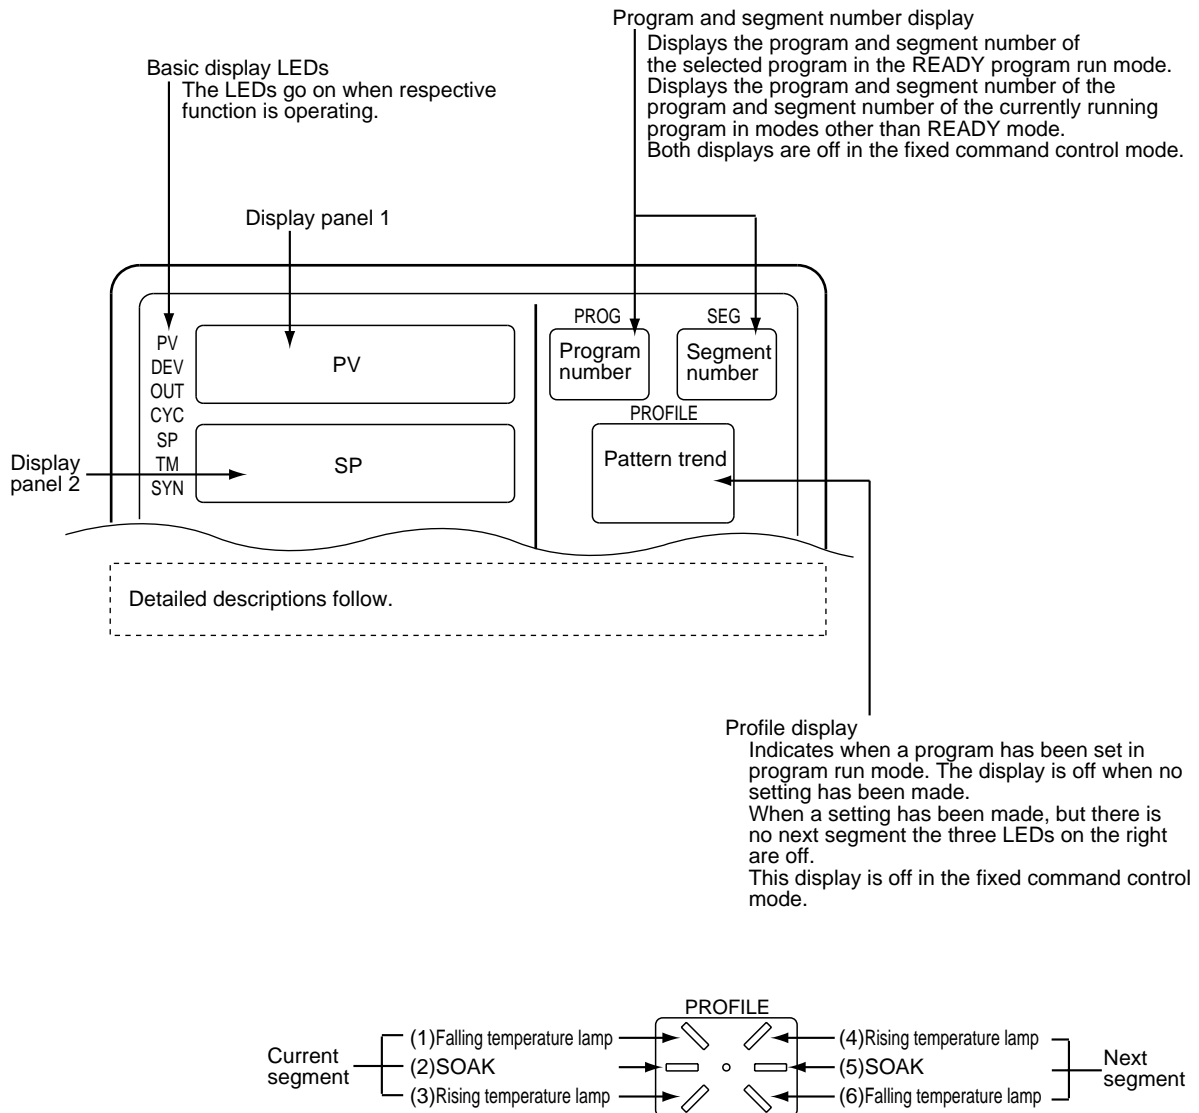 Program and segment number display
Displays the program and segment number of
the selected program in the READY program run mode.
Displays the program and segment number of the
program and segment number of the currently running
program in modes other than READY mode.
Both displays are off in the fixed command control mode.
Basic display LEDs
The LEDs go on when respective
function is operating.
Display panel 1
PV
DEV
OUT
CYC
SP
TM
SYN
PV
SP
PROG
SEG
Program
number
Segment
number
PROFILE
Pattern trend
Display
panel 2
Detailed descriptions follow.
Profile display
Indicates when a program has been set in
program run mode. The display is off when no
setting has been made.
When a setting has been made, but there is
no next segment the three LEDs on the right
are off.
This display is off in the fixed command control
mode.
PROFILE
Current
segment
(1)Falling temperature lamp
(2)SOAK
(3)Rising temperature lamp
(4)Rising temperature lamp
(5)SOAK
(6)Falling temperature lamp
Next
segment